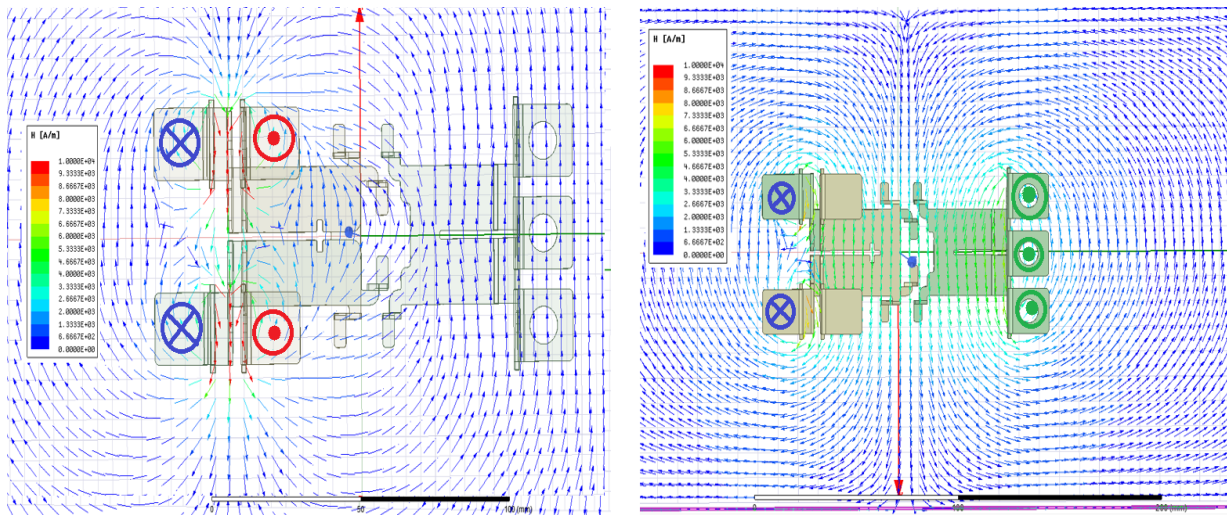 H [A/m]
1.0000E+04
9.3333E+03
8.6667E+03
8.0000E+03
7.3333E+03
6.6667E+03
6.0000E+03
5.3333E+03
4.6667E+03
4.0000E+03
3.3333E+03
2.6667E+03
2.0000E+03
1.3333E+03
6.6667E+02
0.0000E+00
0 50 100 (mm)
H [A/m]
1.0000E+04
9.3333E+03
8.6667E+03
8.0000E+03
7.3333E+03
6.6667E+03
6.0000E+03
5.3333E+03
4.6667E+03
4.0000E+03
3.3333E+03
2.6667E+03
2.0000E+03
1.3333E+03
6.6667E+02
0.0000E+00
0 100 200 (mm)